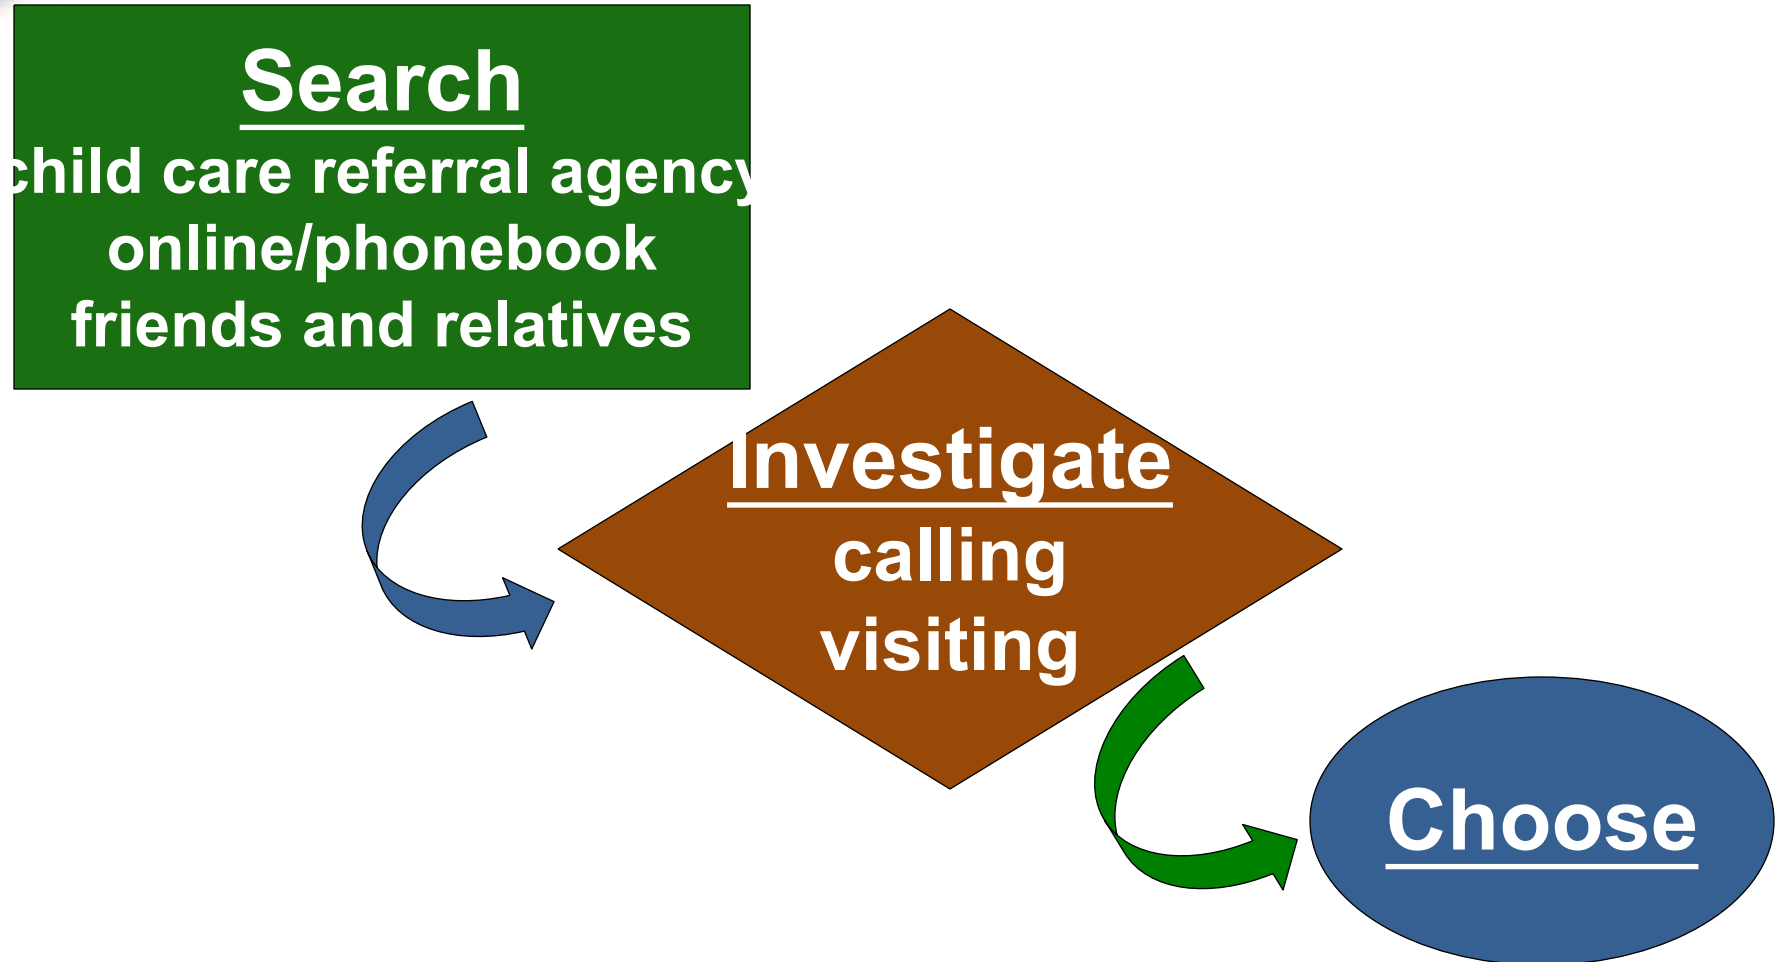 Search
child care referral agency
online/phonebook
friends and relatives
Investigate
calling
visiting
Choose